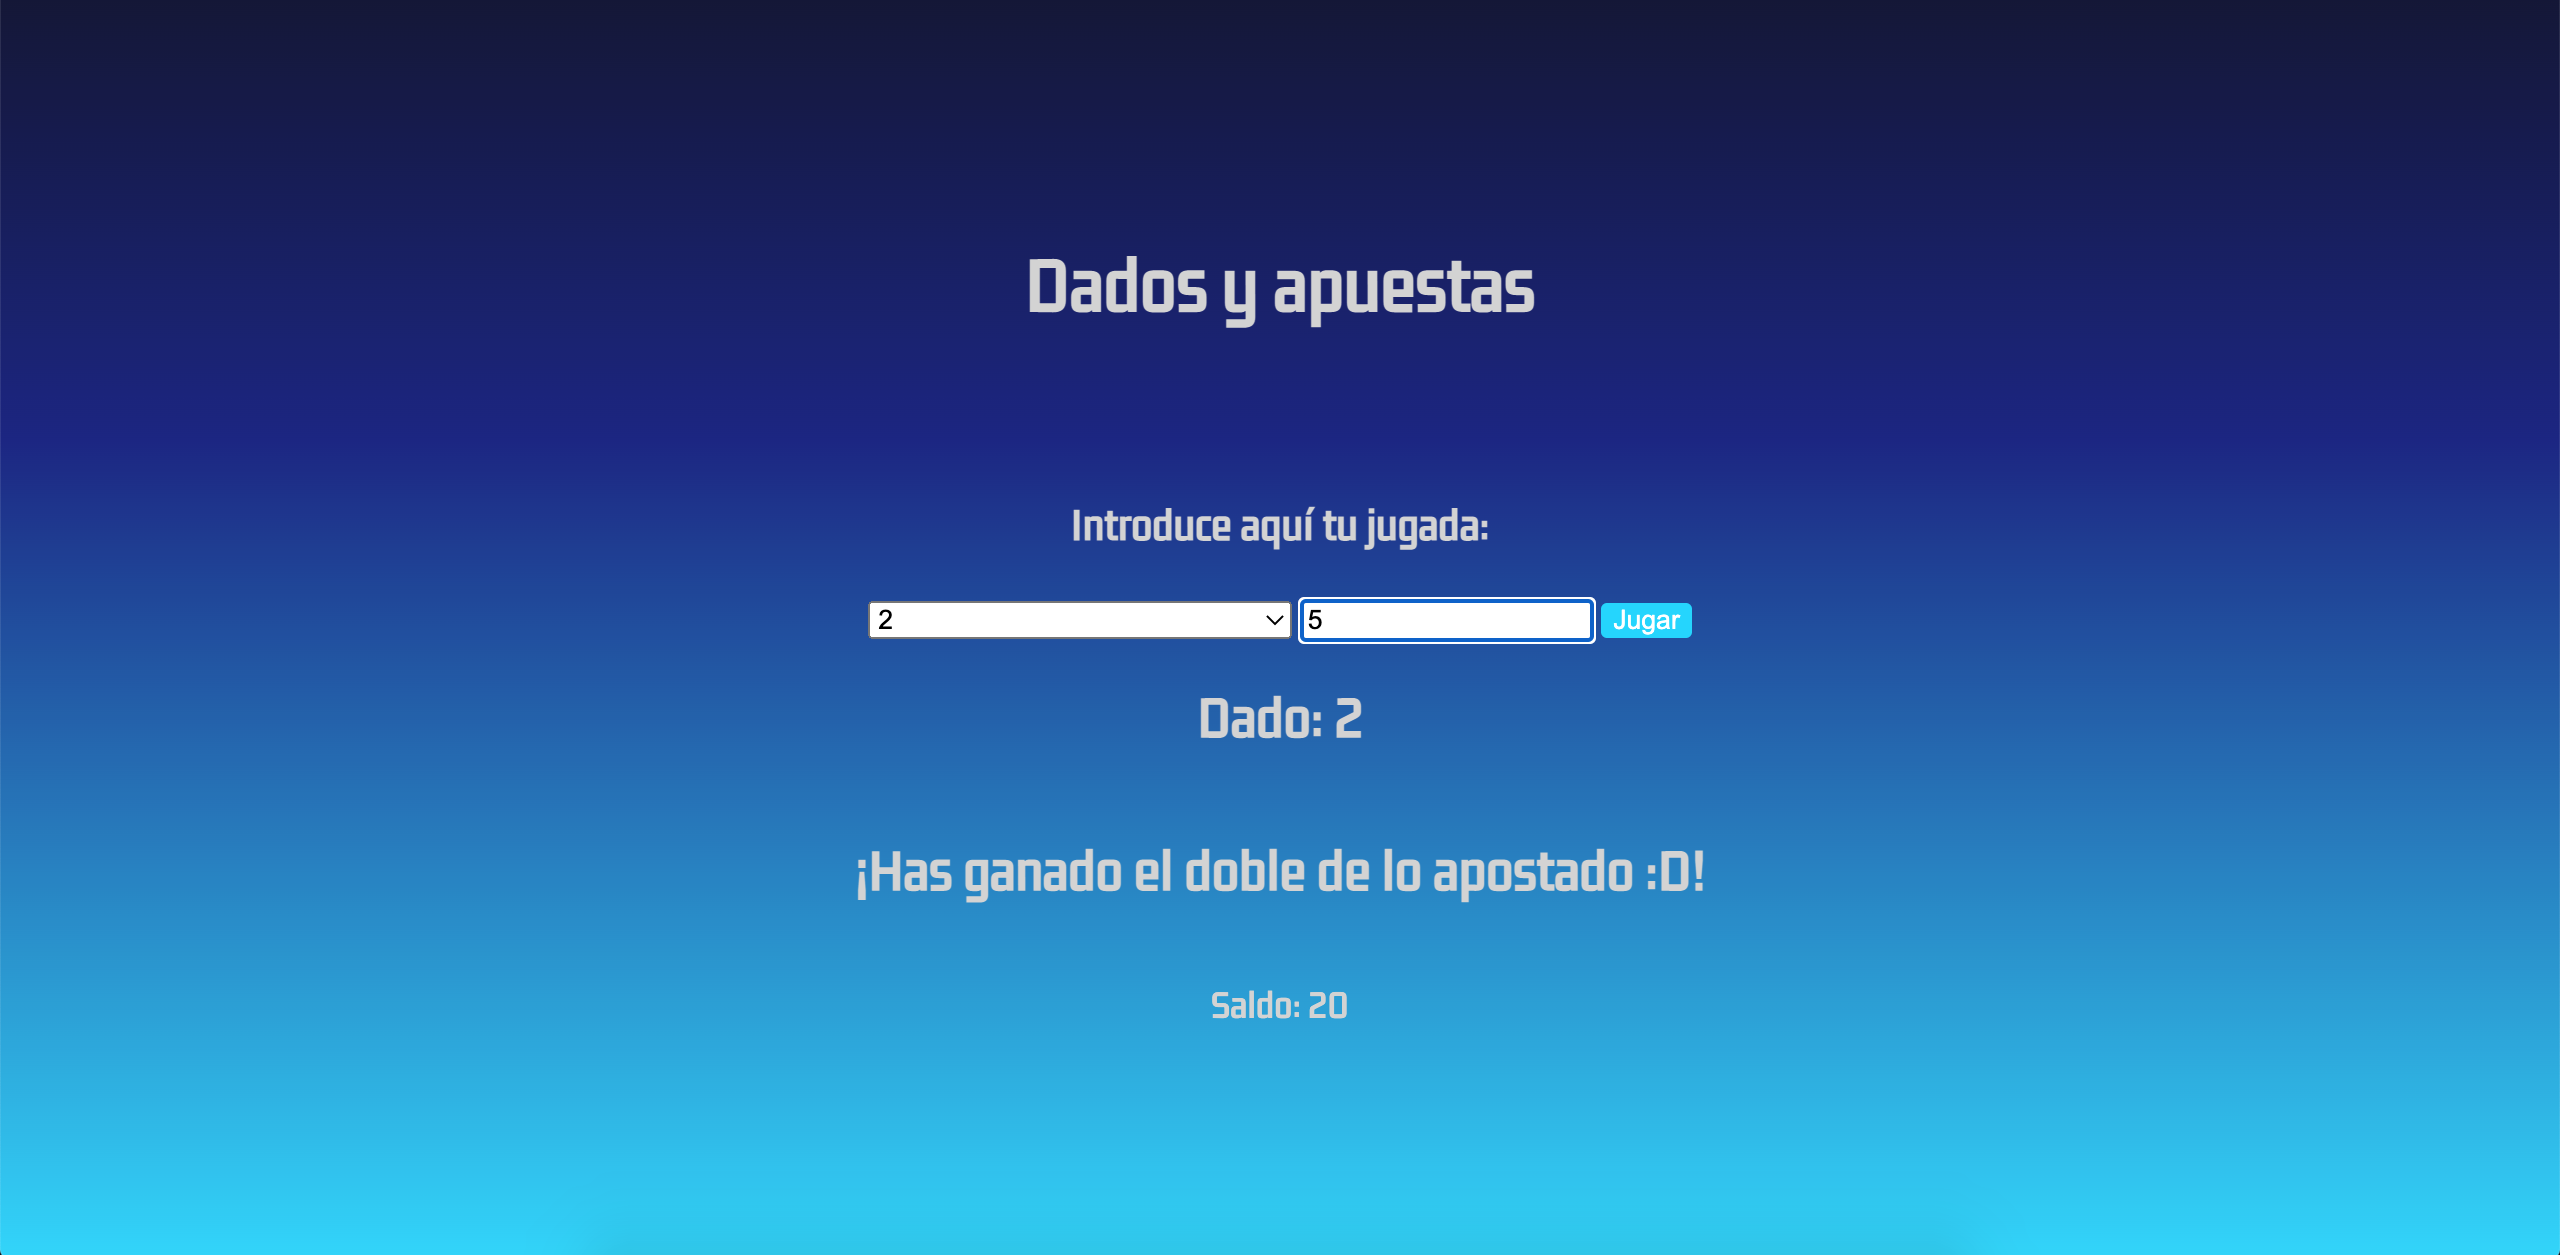 Dados y apuestas
Introduce aquí tu jugada:
2 5 Jugar
Dado: 2
¡Has ganado el doble de lo apostado :D!
Saldo: 20